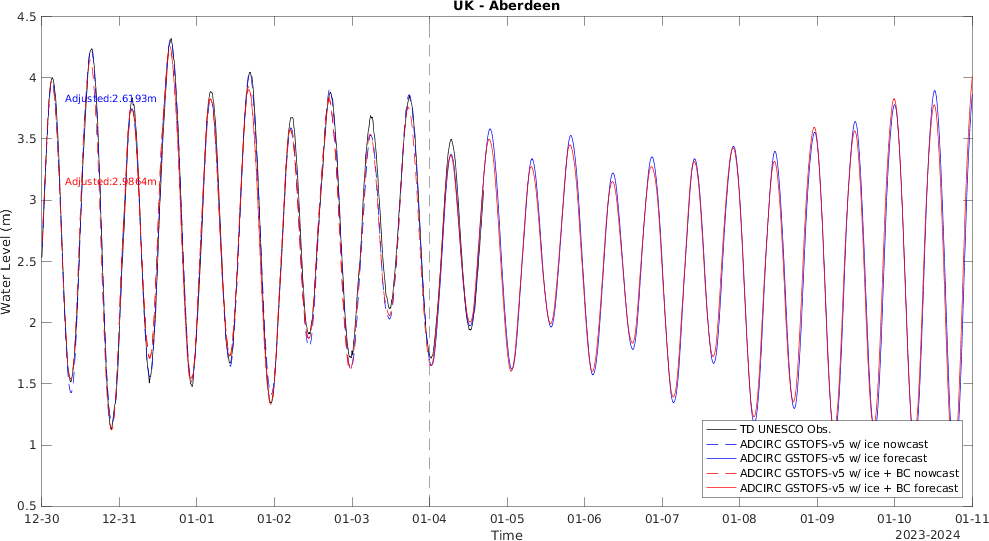 UK - Aberdeen
4.5
4
3.5
3
2.5
2
1.5
1
0.5
Water Level (m)
Adjusted:2.6193m
Adjusted:2.9864m
TD UNESCO Obs.
ADCIRC GSTOFS-v5 w/ ice nowcast
ADCIRC GSTOFS-v5 w/ ice forecast
ADCIRC GSTOFS-v5 w/ ice + BC nowcast
ADCIRC GSTOFS-v5 w/ ice + BC forecast
12-30 12-31 01-01 01-02 01-03 01-04 01-05 01-06 01-07 01-08 01-09 01-10 01-11
Time
2023-2024